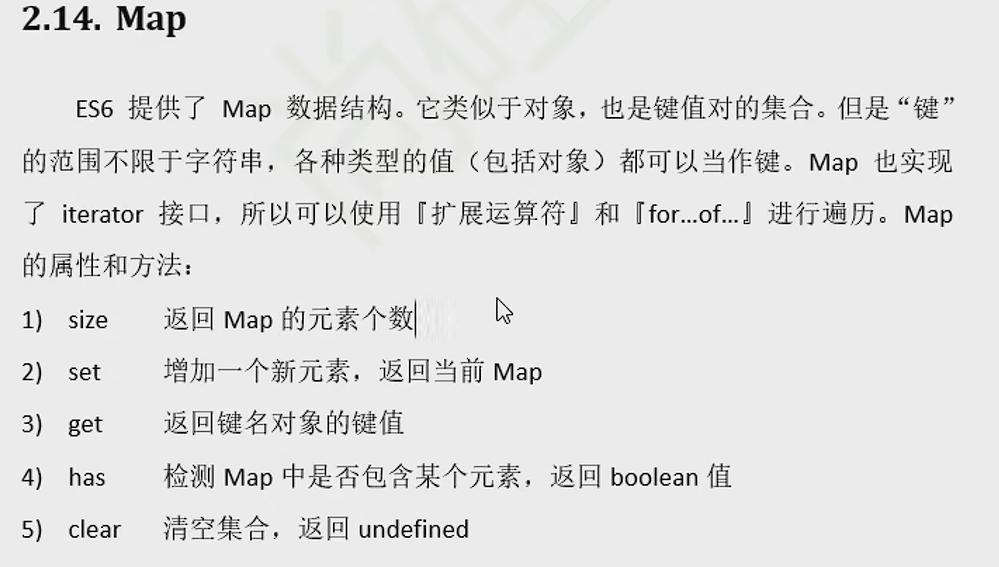 2.14. Map
ES6 提供了 Map 数据结构。它类似于对象，也是键值对的集合。但是“键”
的范围不限于字符串，各种类型的值（包括对象）都可以当作键。Map 也实现
了 iterator 接口，所以可以使用『扩展运算符』和『for…of…』进行遍历。Map
的属性和方法：
1) size 返回 Map 的元素个数
2) set 增加一个新元素，返回当前 Map
3) get 返回键名对象的键值
4) has 检测 Map 中是否包含某个元素，返回 boolean 值
5) clear 清空集合，返回 undefined